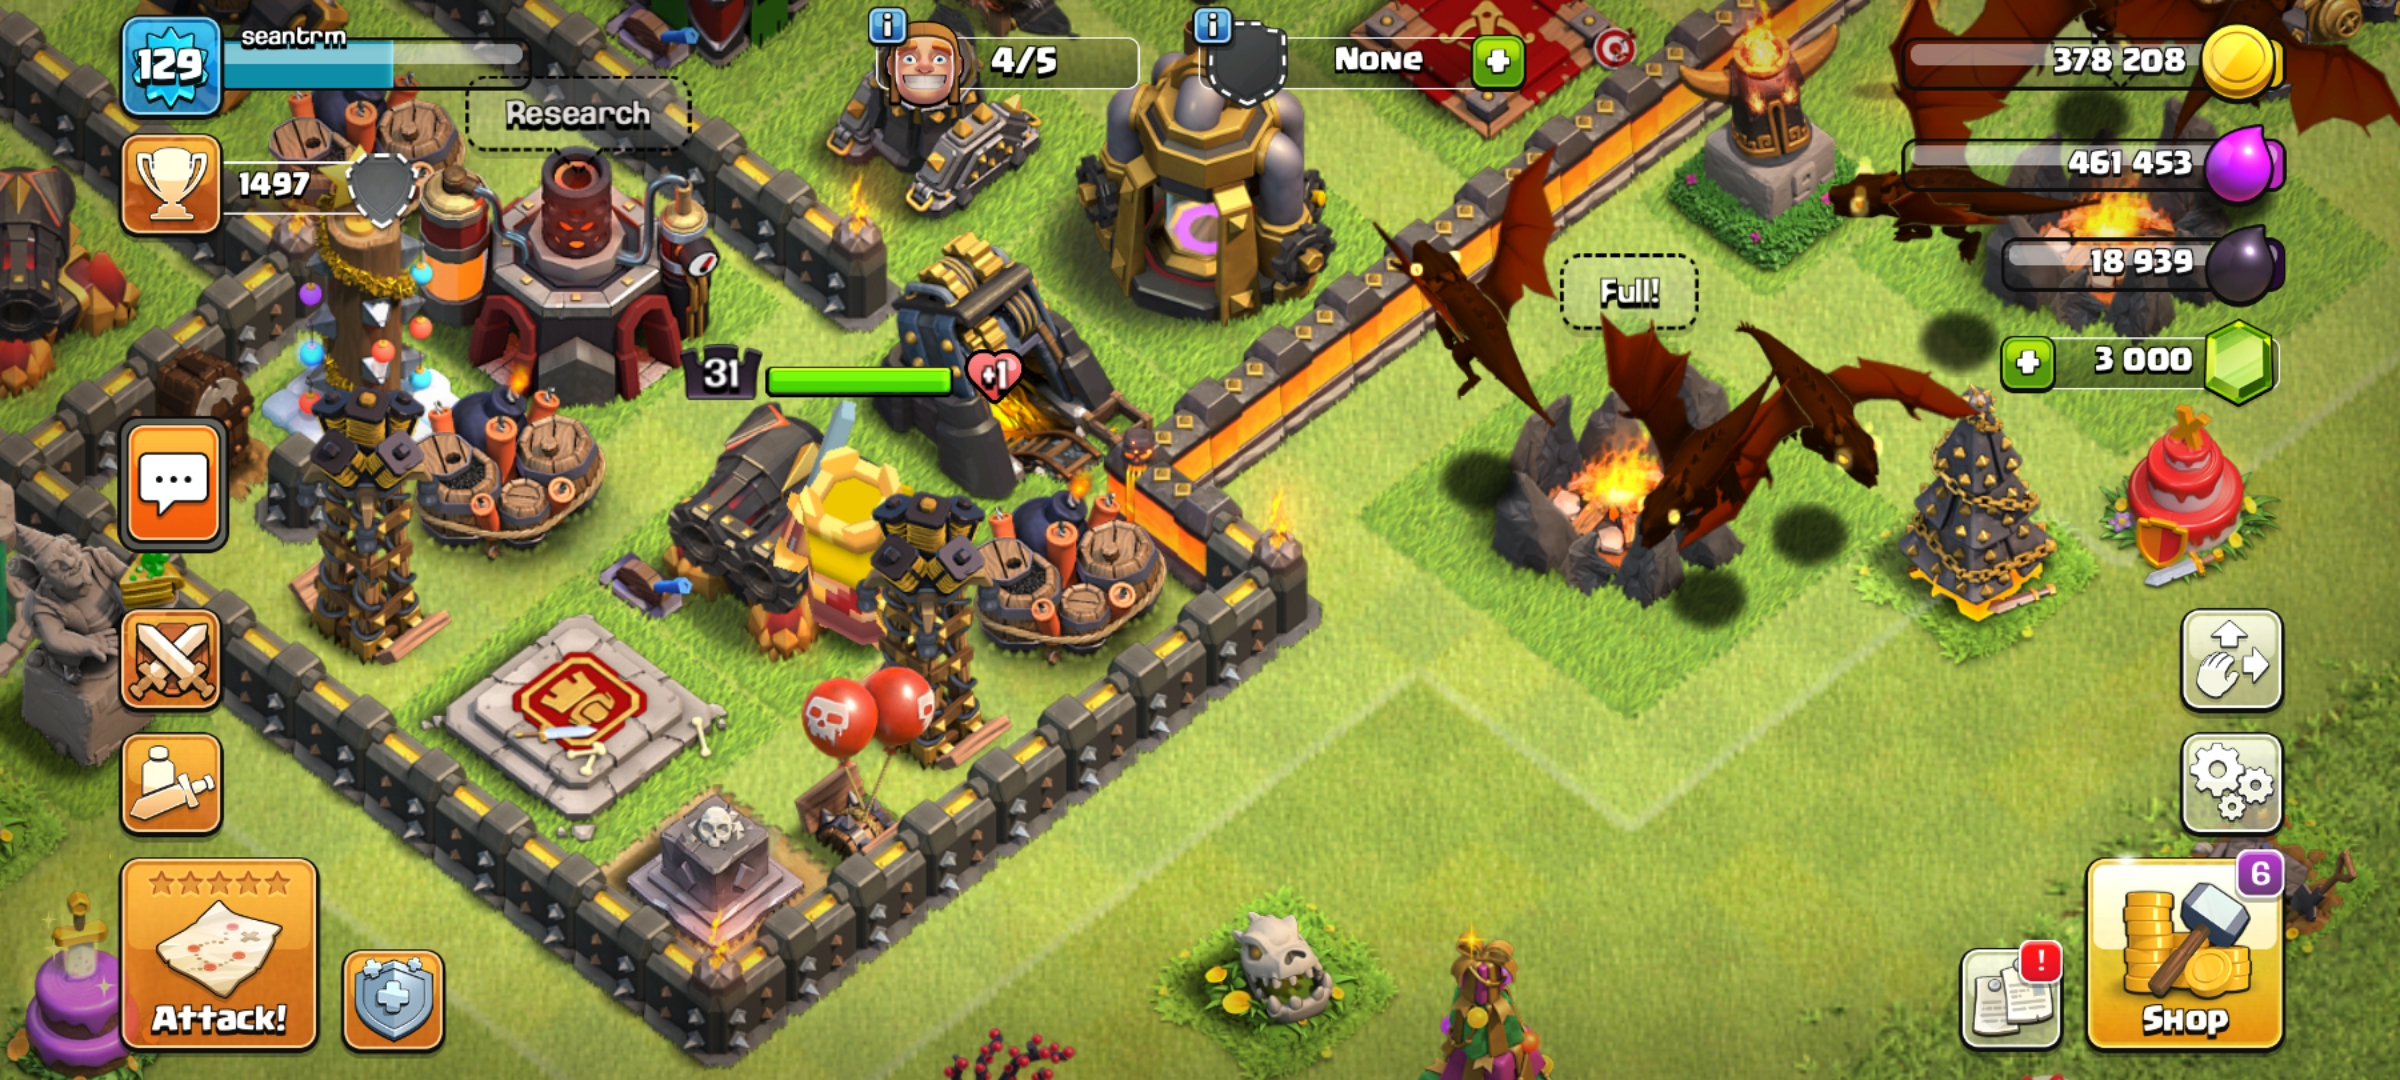 129
seantrm
4/5
None
378 208
Research
1497
461 453
18 939
Full!
31
+1
3 000
6
!
Attack!
Shop